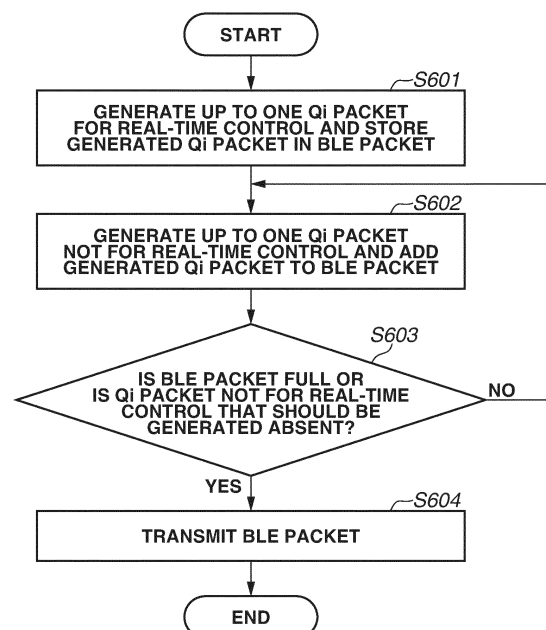 START
S601
GENERATE UP TO ONE Qi PACKET
FOR REAL-TIME CONTROL AND STORE
GENERATED Qi PACKET IN BLE PACKET
S602
GENERATE UP TO ONE Qi PACKET
NOT FOR REAL-TIME CONTROL AND ADD
GENERATED Qi PACKET TO BLE PACKET
S603
IS BLE PACKET FULL OR
IS Qi PACKET NOT FOR REAL-TIME
CONTROL THAT SHOULD BE
GENERATED ABSENT?
NO
YES
S604
TRANSMIT BLE PACKET
END